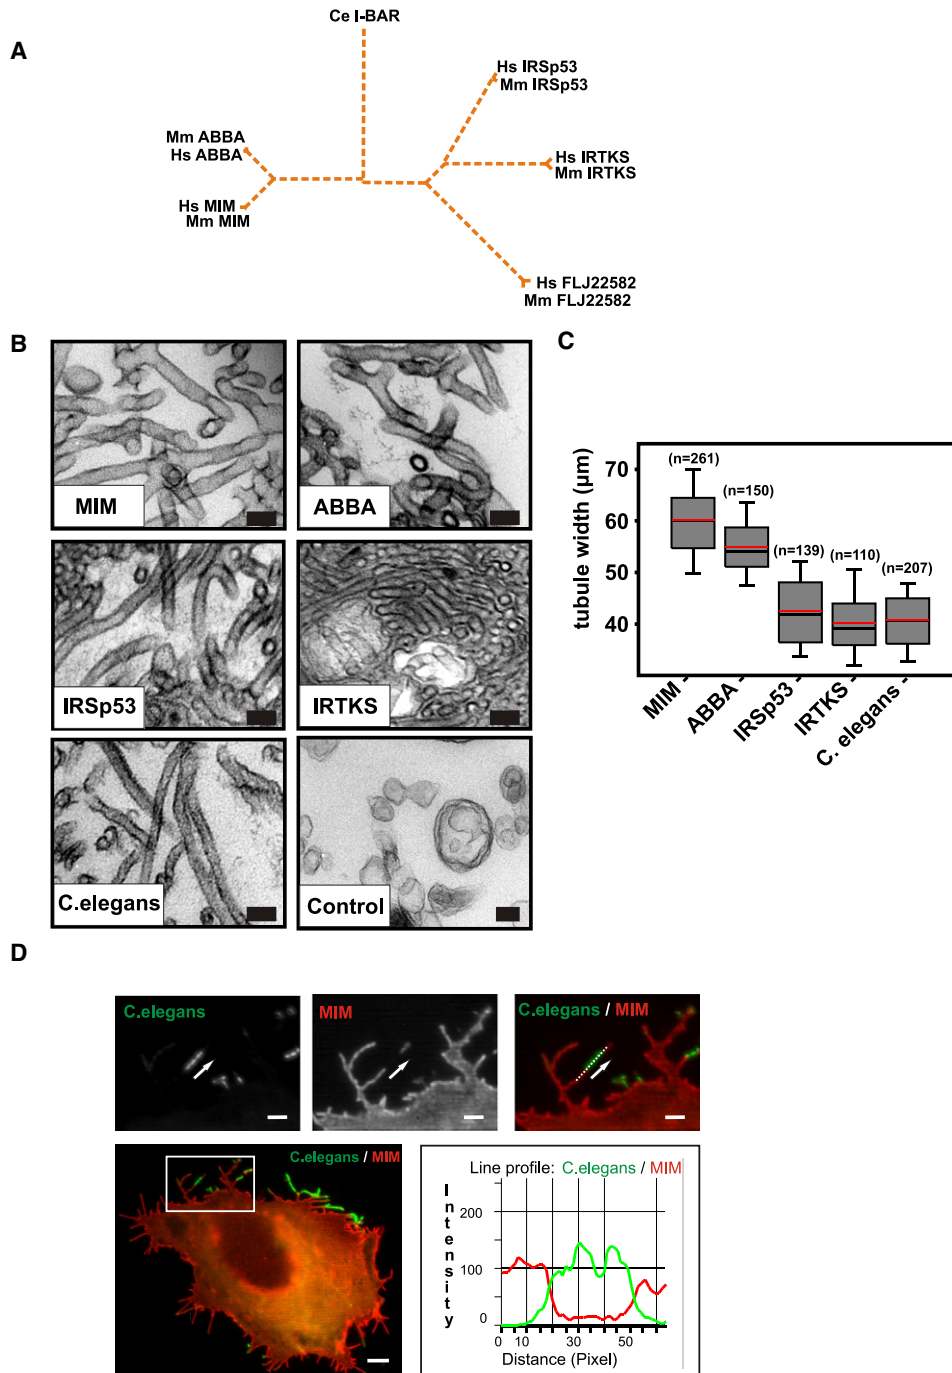 A
Ce I-BAR
Hs IRSp53
Mm IRSp53
Mm ABBA
Hs ABBA
Hs IRTKS
Mm IRTKS
Hs MIM
Mm MIM
Hs FLJ22582
Mm FLJ22582
B
MIM
ABBA
IRSp53
IRTKS
C.elegans
Control
C
tubule width (µm)
70
60
50
40
(n=261)
(n=150)
(n=139)
(n=110)
(n=207)
MIM -
ABBA -
IRSp53 -
IRTKS -
C. elegans -
D
C.elegans
MIM
C.elegans / MIM
C.elegans / MIM
Line profile: C.elegans / MIM
Intensity
200
100
0
0 10 30 50
Distance (Pixel)